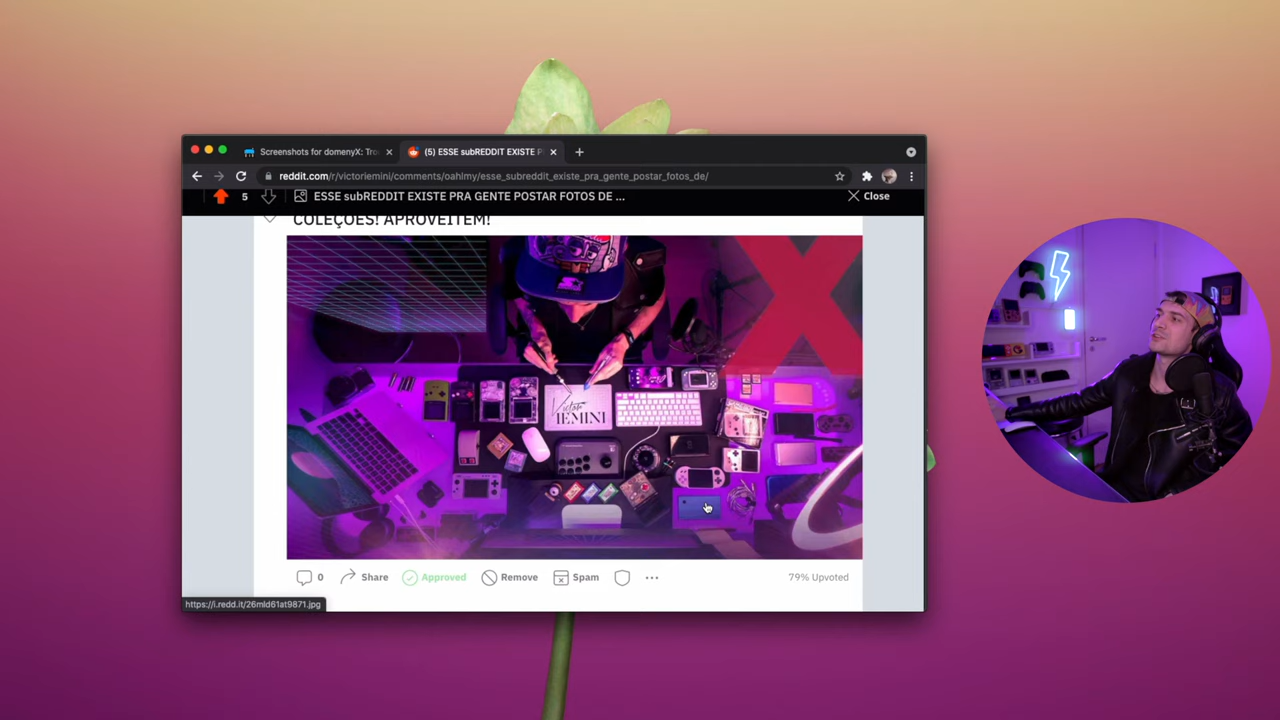 Screenshots for domenyX: Tro
(5) ESSE subREDDIT EXISTE P
reddit.com/r/victoriemini/comments/oahlmy/esse_subreddit_existe_pra_gente_postar_fotos_de/
5
ESSE subREDDIT EXISTE PRA GENTE POSTAR FOTOS DE ...
Close
COLEÇÕES! APROVEITEM!
Victor
IEMINI
0
Share
Approved
Remove
Spam
79% Upvoted
https://i.redd.it/26mld61at9871.jpg